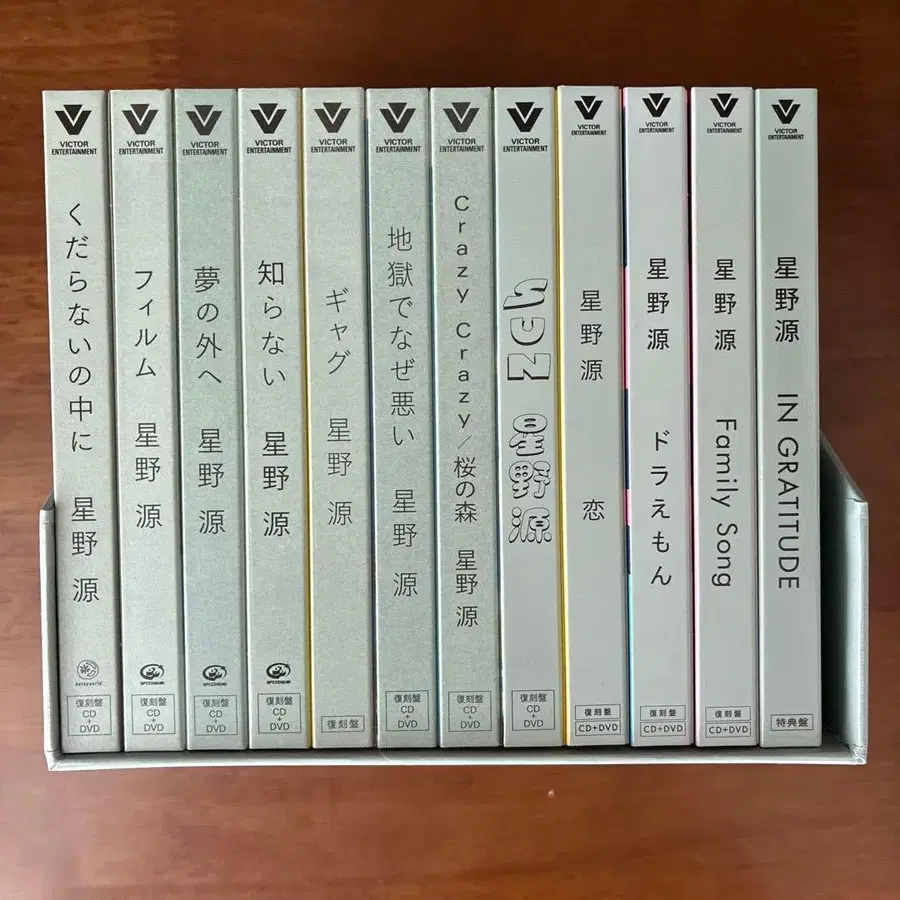 VICTOR
ENTERTAINMENT
くだらないの中に 星野 源
daisyworld
復刻盤
CD
+
DVD
VICTOR
ENTERTAINMENT
フィルム 星野 源
SPEEDSTAR
復刻盤
CD
+
DVD
VICTOR
ENTERTAINMENT
夢の外へ 星野 源
SPEEDSTAR
復刻盤
CD
+
DVD
VICTOR
ENTERTAINMENT
知らない 星野 源
SPEEDSTAR
復刻盤
CD
+
DVD
VICTOR
ENTERTAINMENT
ギャグ 星野 源
復刻盤
VICTOR
ENTERTAINMENT
地獄でなぜ悪い 星野 源
復刻盤
CD
+
DVD
VICTOR
ENTERTAINMENT
Crazy Crazy/桜の森 星野 源
復刻盤
CD
+
DVD
VICTOR
ENTERTAINMENT
SUN 星野源
復刻盤
CD
+
DVD
VICTOR
ENTERTAINMENT
星野源 恋
復刻盤
CD+DVD
VICTOR
ENTERTAINMENT
星野源 ドラえもん
復刻盤
CD+DVD
VICTOR
ENTERTAINMENT
星野源 Family Song
復刻盤
CD+DVD
VICTOR
ENTERTAINMENT
星野源 IN GRATITUDE
特典盤